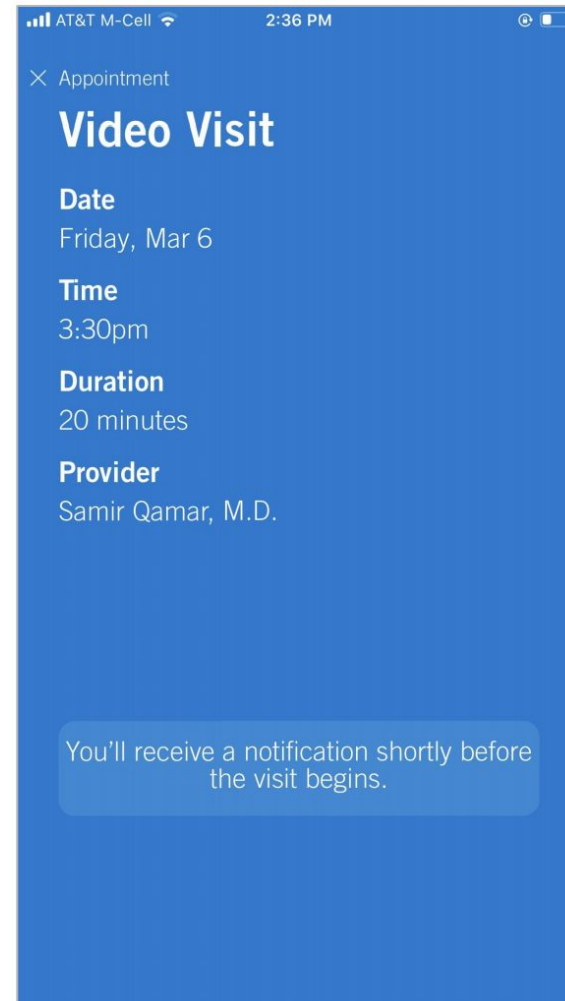 AT&T M-Cell 2:36 PM
Appointment
Video Visit
Date
Friday, Mar 6
Time
3:30pm
Duration
20 minutes
Provider
Samir Qamar, M.D.
You'll receive a notification shortly before
the visit begins.